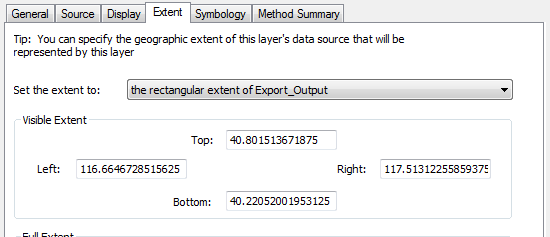 General Source Display Extent Symbology Method Summary
Tip: You can specify the geographic extent of this layer's data source that will be
represented by this layer
Set the extent to: the rectangular extent of Export_Output
Visible Extent
Top: 40.801513671875
Left: 116.6646728515625 Right: 117.51312255859375
Bottom: 40.22052001953125
Full Extent